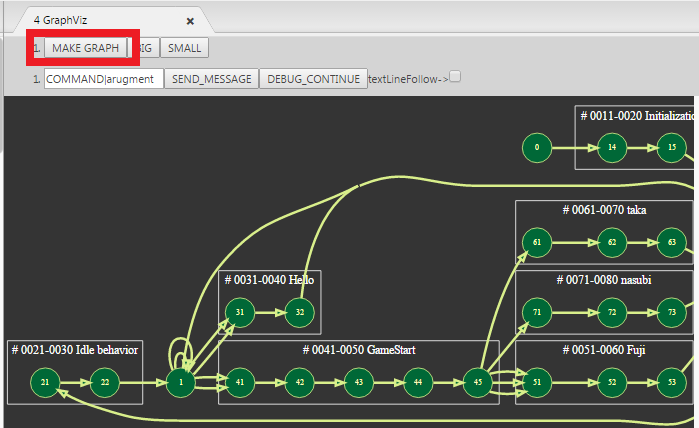 4 GraphViz ×
1. MAKE GRAPH BIG SMALL
1. COMMAND|arugment SEND_MESSAGE DEBUG_CONTINUE textLineFollow->
# 0011-0020 Initializatio
0 14 15
# 0061-0070 taka
61 62 63
# 0031-0040 Hello
# 0071-0080 nasubi
31 32 71 72 73
# 0021-0030 Idle behavior
# 0041-0050 GameStart
# 0051-0060 Fuji
21 22 1 41 42 43 44 45 51 52 53